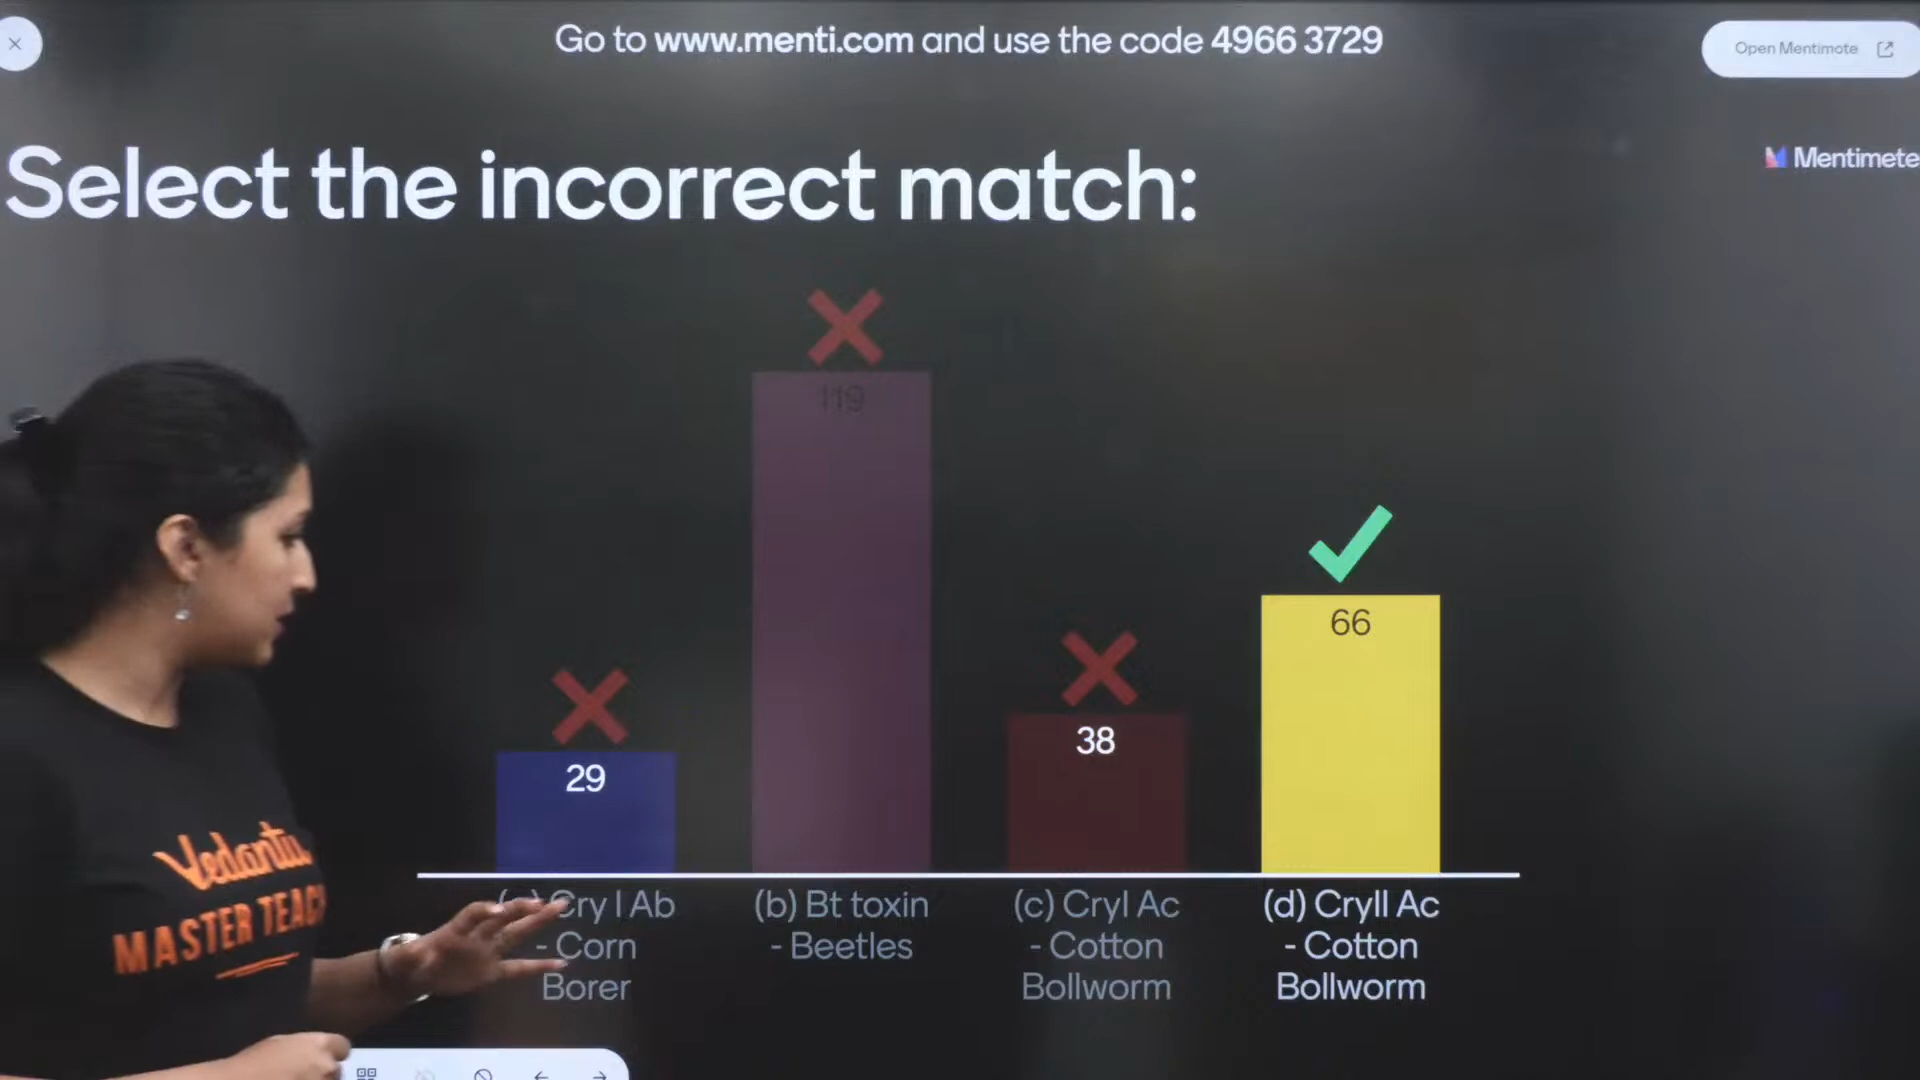 Go to www.menti.com and use the code 4966 3729
Open Mentimote
Select the incorrect match:
Mentimete
119
66
38
29
Cry I Ab
- Corn
Borer
(b) Bt toxin
- Beetles
(c) CryI Ac
- Cotton
Bollworm
(d) CryII Ac
- Cotton
Bollworm
Vedantu
MASTER TEAC